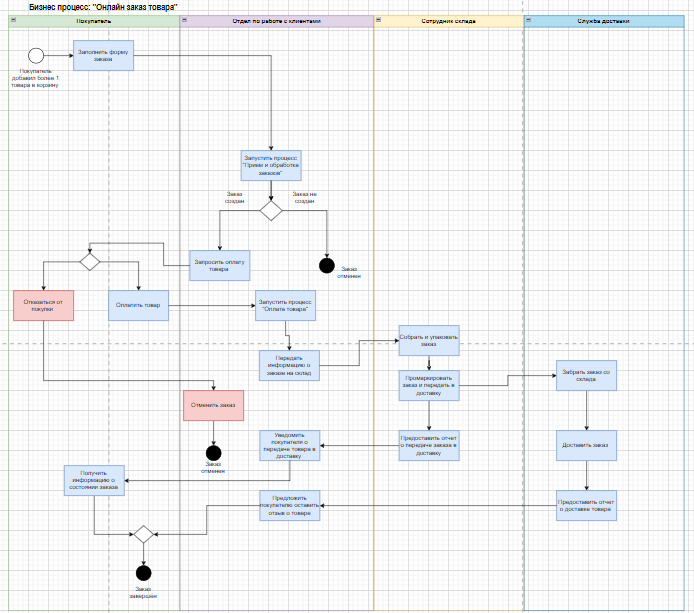 Бизнес процесс: "Онлайн заказ товара"
Покупатель
Отдел по работе с клиентами
Сотрудник склада
Служба доставки
Заполнить форму
заказа
Покупатель
добавил более 1
товара в корзину
Запустить процесс
"Прием и обработка
заказов"
Заказ
создан
Заказ не
создан
Запросить оплату
товара
Заказ
отменен
Отказаться от
покупки
Оплатить товар
Запустить процесс
"Оплата товара"
Собрать и упаковать
заказ
Передать
информацию о
заказе на склад
Промаркировать
заказ и передать в
доставку
Забрать заказ со
склада
Отменить заказ
Заказ
отменен
Уведомить
покупателя о
передаче товара в
доставку
Предоставить отчет
о передаче заказа в
доставку
Доставить заказ
Получить
информацию о
состоянии заказа
Предложить
покупателю оставить
отзыв о товаре
Предоставить отчет
о доставке товара
Заказ
завершен